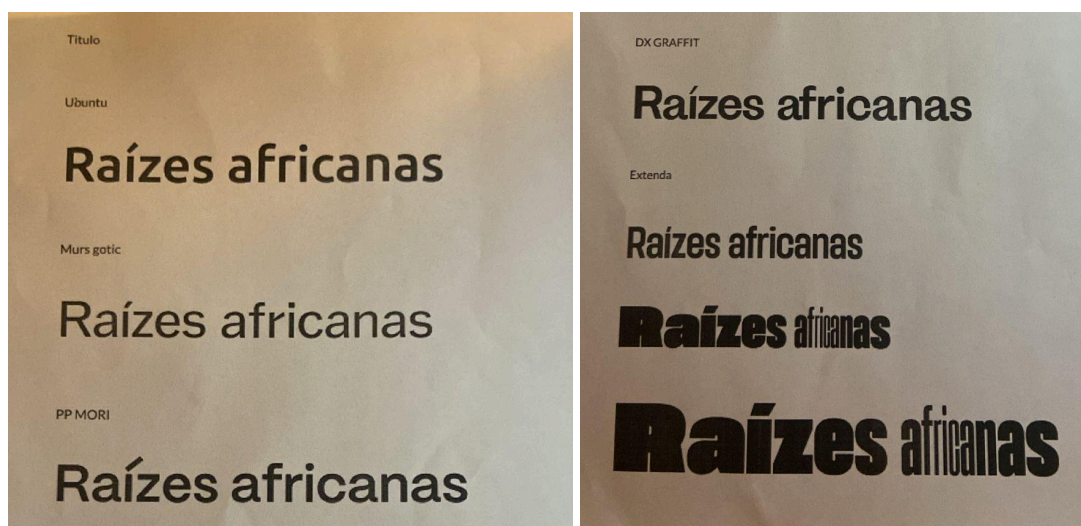 Título
Ubuntu
Raízes africanas
Murs gotic
Raízes africanas
PP MORI
Raízes africanas
DX GRAFFIT
Raízes africanas
Extenda
Raízes africanas
Raízes africanas
Raízes africanas